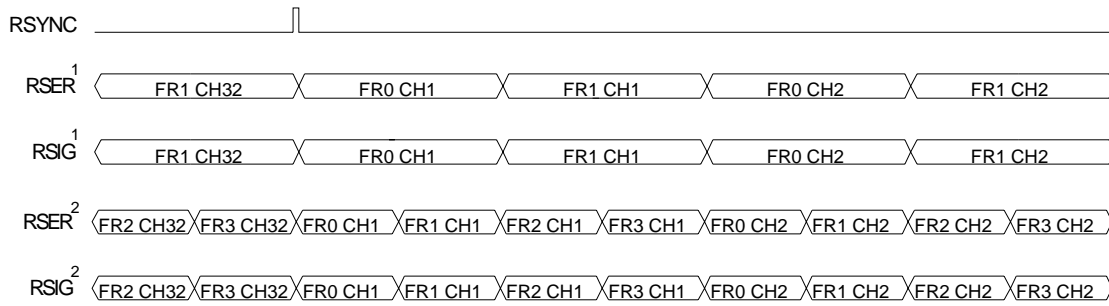 RSYNC
RSER1 FR1 CH32 FR0 CH1 FR1 CH1 FR0 CH2 FR1 CH2
RSIG1 FR1 CH32 FR0 CH1 FR1 CH1 FR0 CH2 FR1 CH2
RSER2 FR2 CH32 FR3 CH32 FR0 CH1 FR1 CH1 FR2 CH1 FR3 CH1 FR0 CH2 FR1 CH2 FR2 CH2 FR3 CH2
RSIG2 FR2 CH32 FR3 CH32 FR0 CH1 FR1 CH1 FR2 CH1 FR3 CH1 FR0 CH2 FR1 CH2 FR2 CH2 FR3 CH2